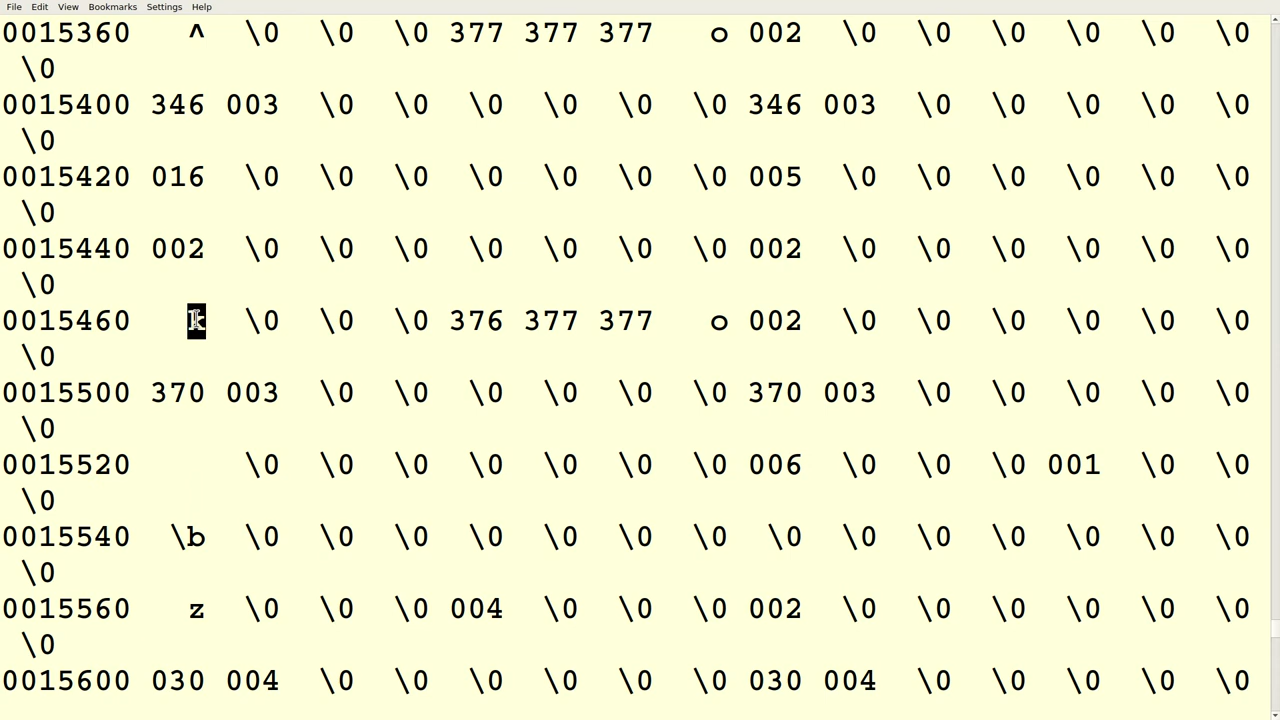 File Edit View Bookmarks Settings Help
0015360 ^ \0 \0 \0 377 377 377 o 002 \0 \0 \0 \0 \0 \0
\0
0015400 346 003 \0 \0 \0 \0 \0 \0 346 003 \0 \0 \0 \0 \0
\0
0015420 016 \0 \0 \0 \0 \0 \0 \0 005 \0 \0 \0 \0 \0 \0
\0
0015440 002 \0 \0 \0 \0 \0 \0 \0 002 \0 \0 \0 \0 \0 \0
\0
0015460 k \0 \0 \0 376 377 377 o 002 \0 \0 \0 \0 \0 \0
\0
0015500 370 003 \0 \0 \0 \0 \0 \0 370 003 \0 \0 \0 \0 \0
\0
0015520 \0 \0 \0 \0 \0 \0 \0 006 \0 \0 \0 001 \0 \0
\0
0015540 \b \0 \0 \0 \0 \0 \0 \0 \0 \0 \0 \0 \0 \0 \0
\0
0015560 z \0 \0 \0 004 \0 \0 \0 002 \0 \0 \0 \0 \0 \0
\0
0015600 030 004 \0 \0 \0 \0 \0 \0 030 004 \0 \0 \0 \0 \0